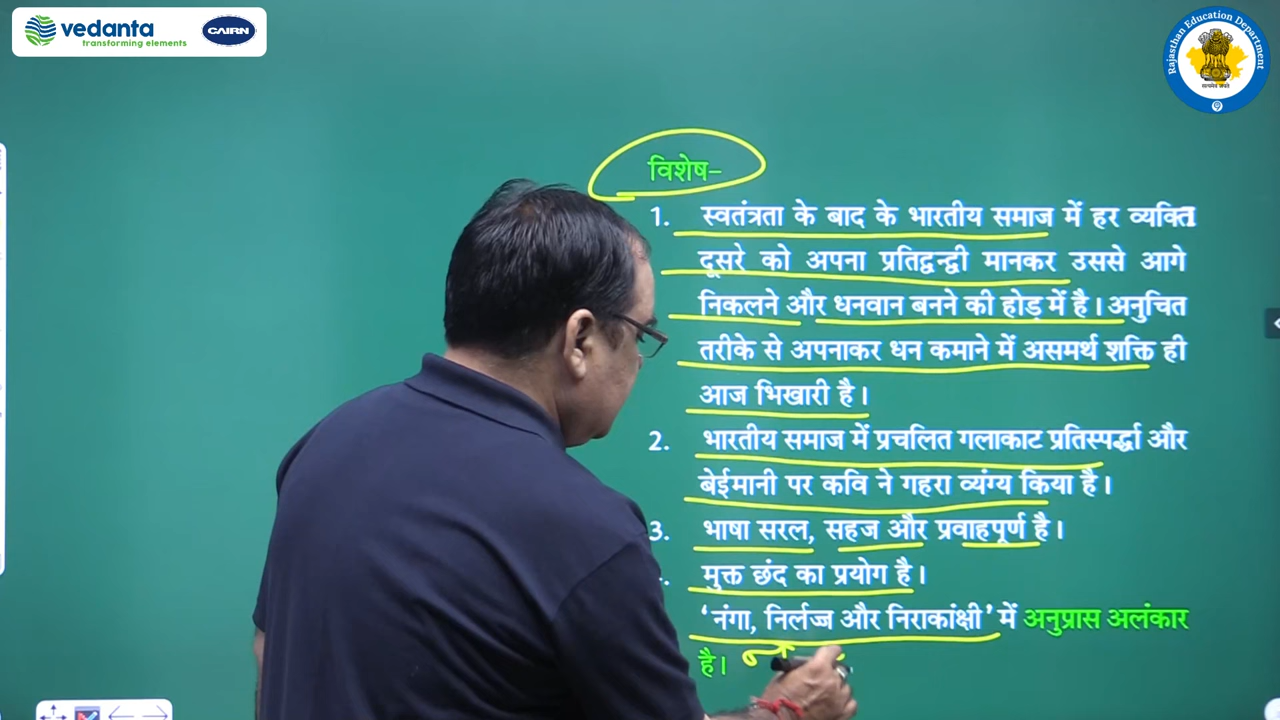 vedanta
transforming elements
CAIRN
Rajasthan Education Department
सत्यमेव जयते
विशेष–
1. स्वतंत्रता के बाद के भारतीय समाज में हर व्यक्ति
दूसरे को अपना प्रतिद्वन्द्वी मानकर उससे आगे
निकलने और धनवान बनने की होड़ में है। अनुचित
तरीके से अपनाकर धन कमाने में असमर्थ शक्ति ही
आज भिखारी है।
2. भारतीय समाज में प्रचलित गलाकाट प्रतिस्पर्द्धा और
बेईमानी पर कवि ने गहरा व्यंग्य किया है।
3. भाषा सरल, सहज और प्रवाहपूर्ण है।
मुक्त छंद का प्रयोग है।
‘नंगा, निर्लज्ज और निराकांक्षी’ में अनुप्रास अलंकार
है।